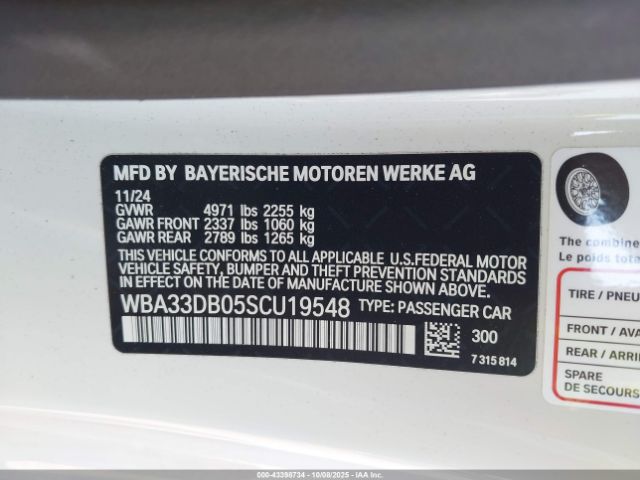 MFD BY BAYERISCHE MOTOREN WERKE AG
11/24
GVWR 4971 lbs 2255 kg
GAWR FRONT 2337 lbs 1060 kg
GAWR REAR 2789 lbs 1265 kg
THIS VEHICLE CONFORMS TO ALL APPLICABLE U.S.FEDERAL MOTOR
VEHICLE SAFETY, BUMPER AND THEFT PREVENTION STANDARDS
IN EFFECT ON THE DATE OF MANUFACTURE SHOWN ABOVE.
WBA33DB05SCU19548 TYPE: PASSENGER CAR
300
7 315 814
The combine
Le poids tota
TIRE / PNEU
FRONT / AVA
REAR / ARRI
SPARE
DE SECOURS
000-43398734 | 10/08/2025 - IAAI.com